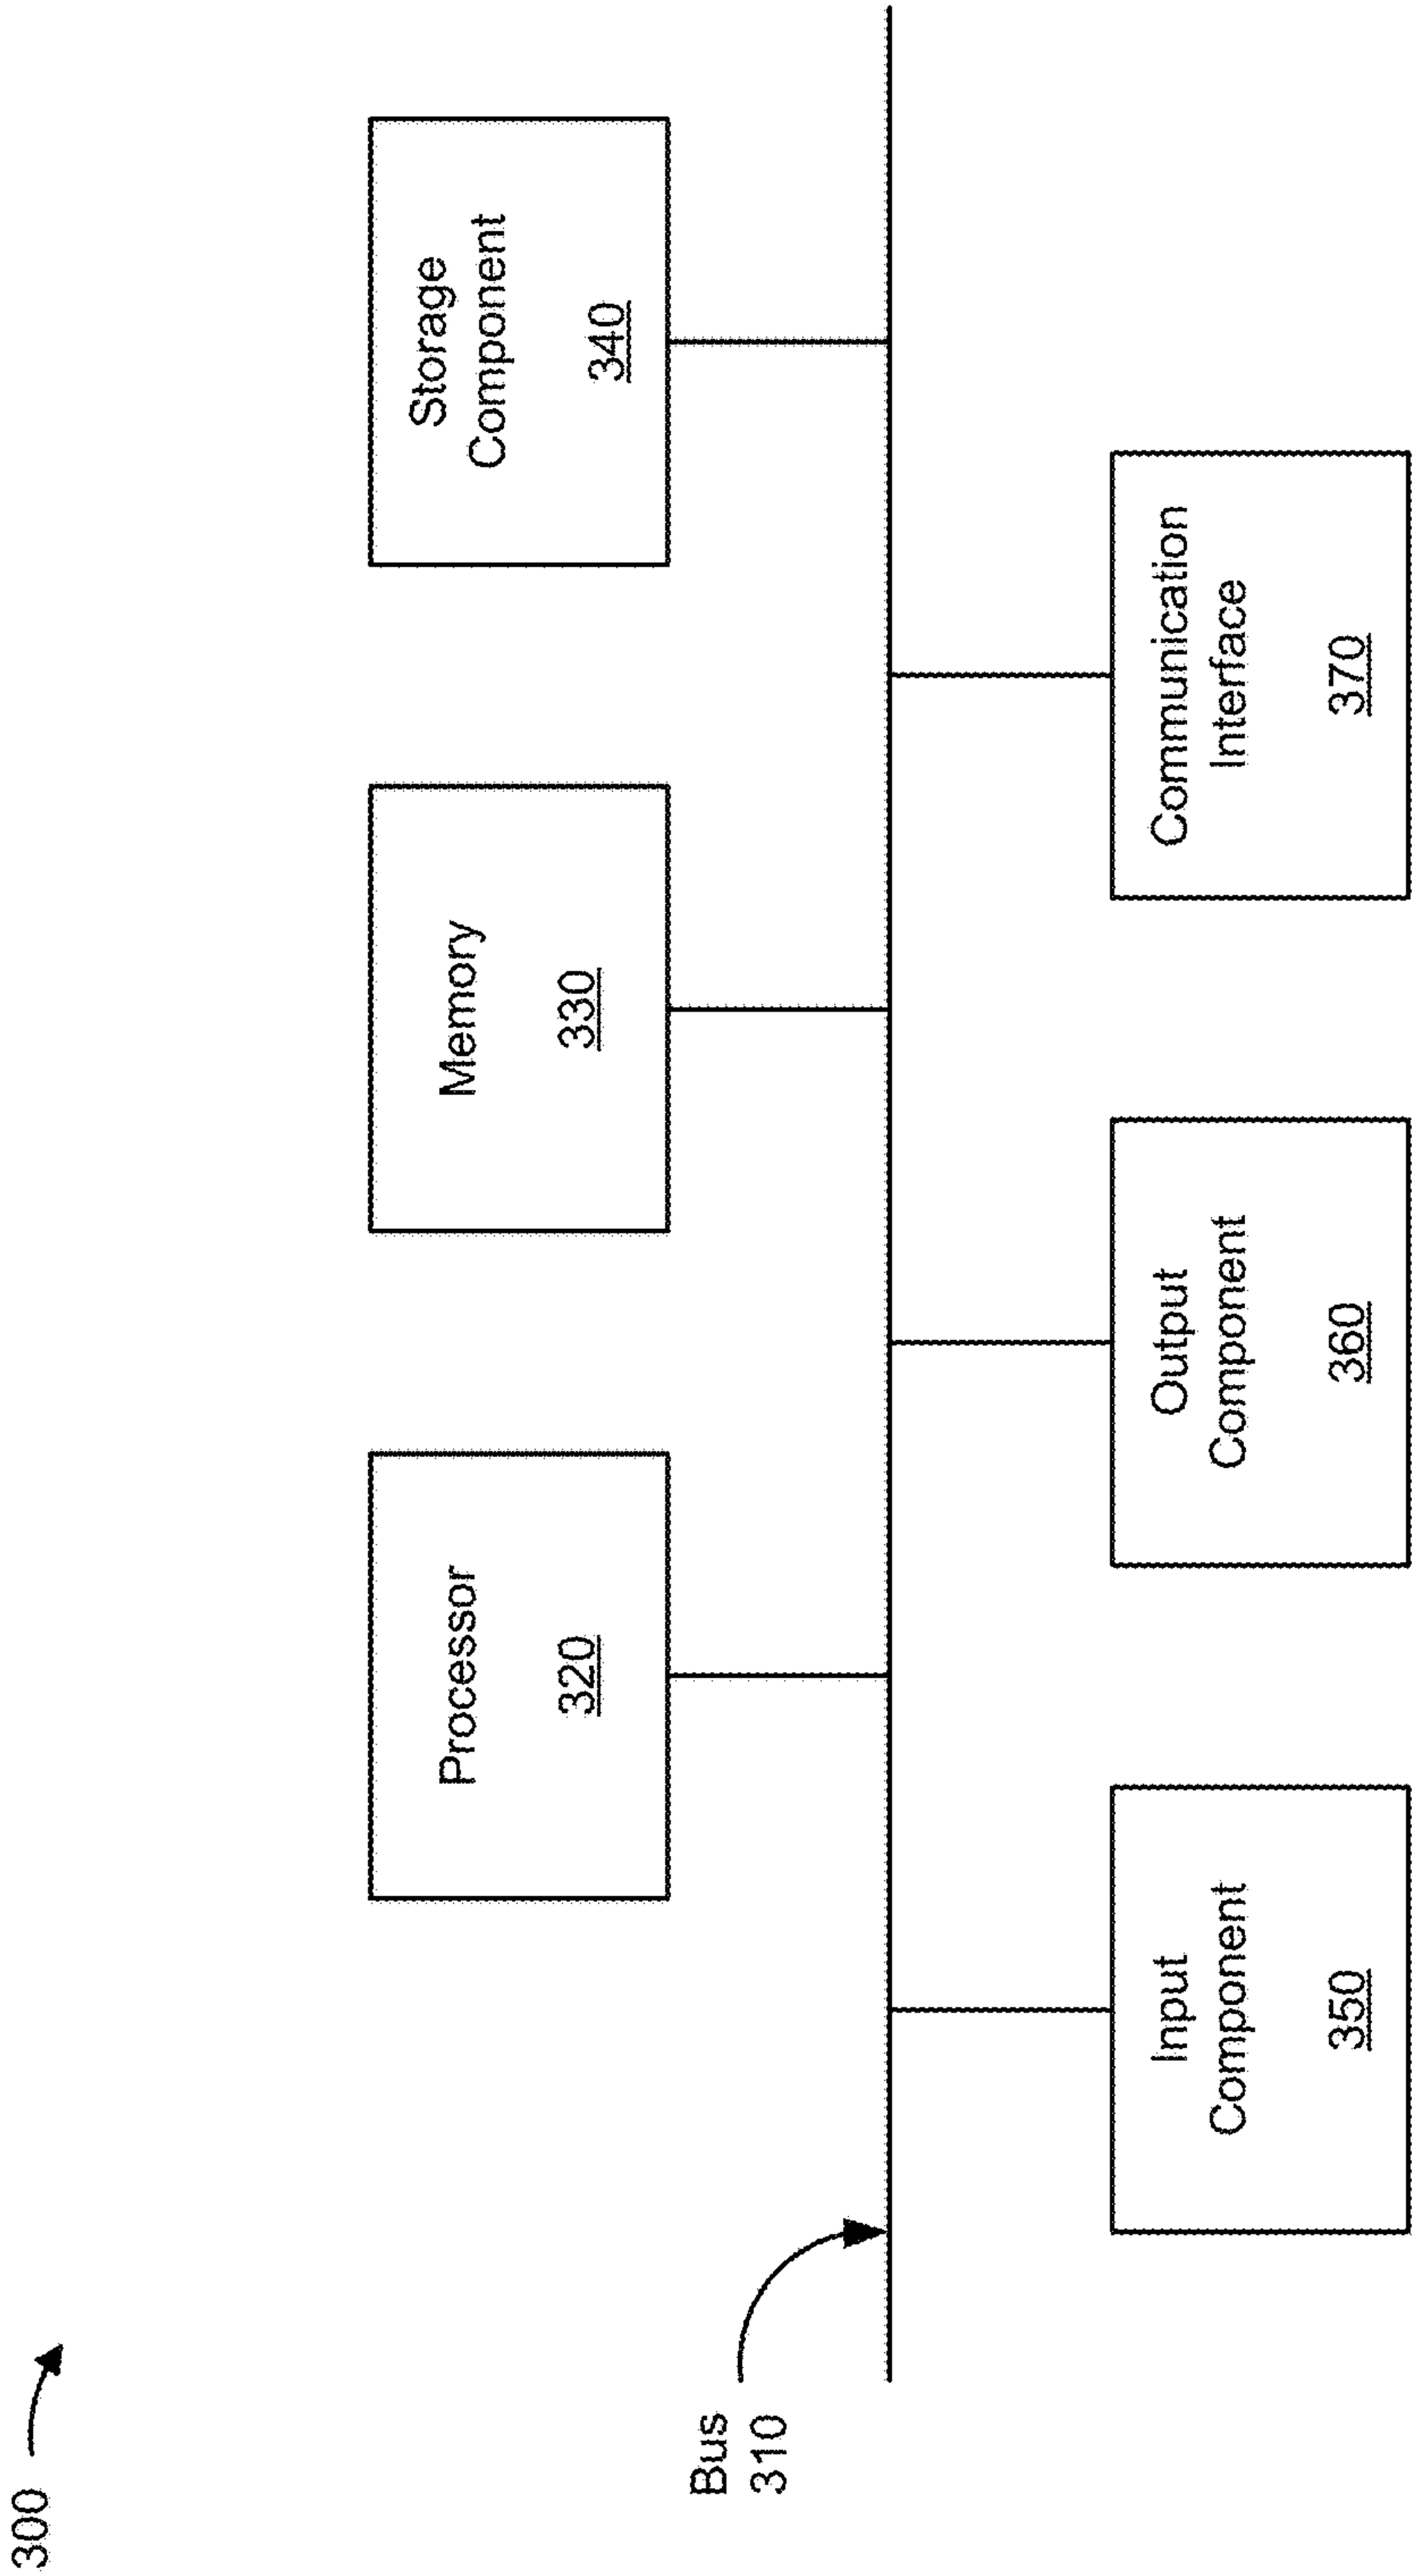 300
Processor
320
Memory
330
Storage
Component
340
Bus
310
Input
Component
350
Output
Component
360
Communication
Interface
370